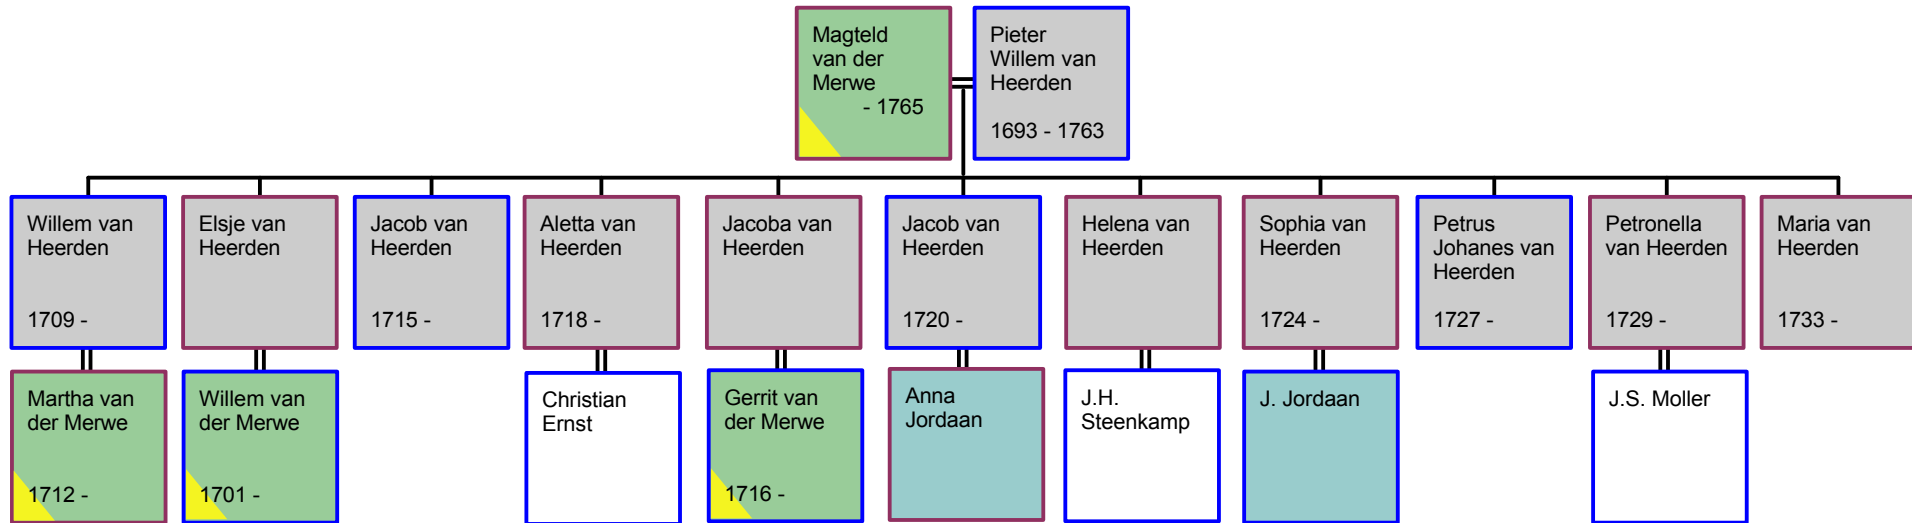 Magteld
van der
Merwe
- 1765
Pieter
Willem van
Heerden
1693 - 1763
Willem van
Heerden
1709 -
Elsje van
Heerden
Jacob van
Heerden
1715 -
Aletta van
Heerden
1718 -
Jacoba van
Heerden
Jacob van
Heerden
1720 -
Helena van
Heerden
Sophia van
Heerden
1724 -
Petrus
Johanes van
Heerden
1727 -
Petronella
van Heerden
1729 -
Maria van
Heerden
1733 -
Martha van
der Merwe
1712 -
Willem van
der Merwe
1701 -
Christian
Ernst
Gerrit van
der Merwe
1716 -
Anna
Jordaan
J.H.
Steenkamp
J. Jordaan
J.S. Moller